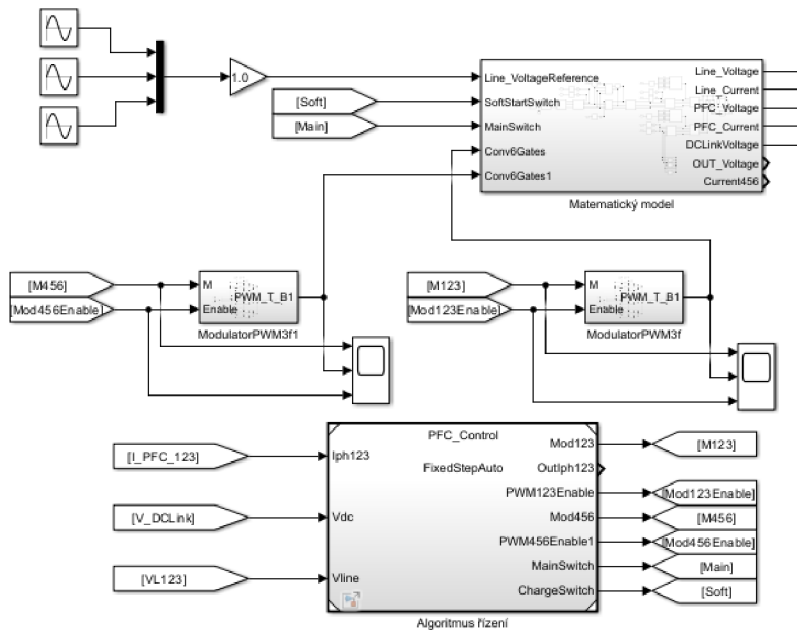 1.0
[Soft]
[Main]
Line_VoltageReference
SoftStartSwitch
MainSwitch
Conv6Gates
Conv6Gates1
Line_Voltage
Line_Current
PFC_Voltage
PFC_Current
DCLinkVoltage
OUT_Voltage
Current456
Matematický model
[M456]
[Mod456Enable]
M
Enable
PWM_T_B1
ModulatorPWM3f1
[M123]
[Mod123Enable]
M
Enable
PWM_T_B1
ModulatorPWM3f
[I_PFC_123]
[V_DCLink]
[VL123]
PFC_Control
FixedStepAuto
Iph123
Vdc
Vline
Mod123
OutIph123
PWM123Enable
Mod456
PWM456Enable1
MainSwitch
ChargeSwitch
[M123]
[Mod123Enable]
[M456]
[Mod456Enable]
[Main]
[Soft]
Algoritmus řízení